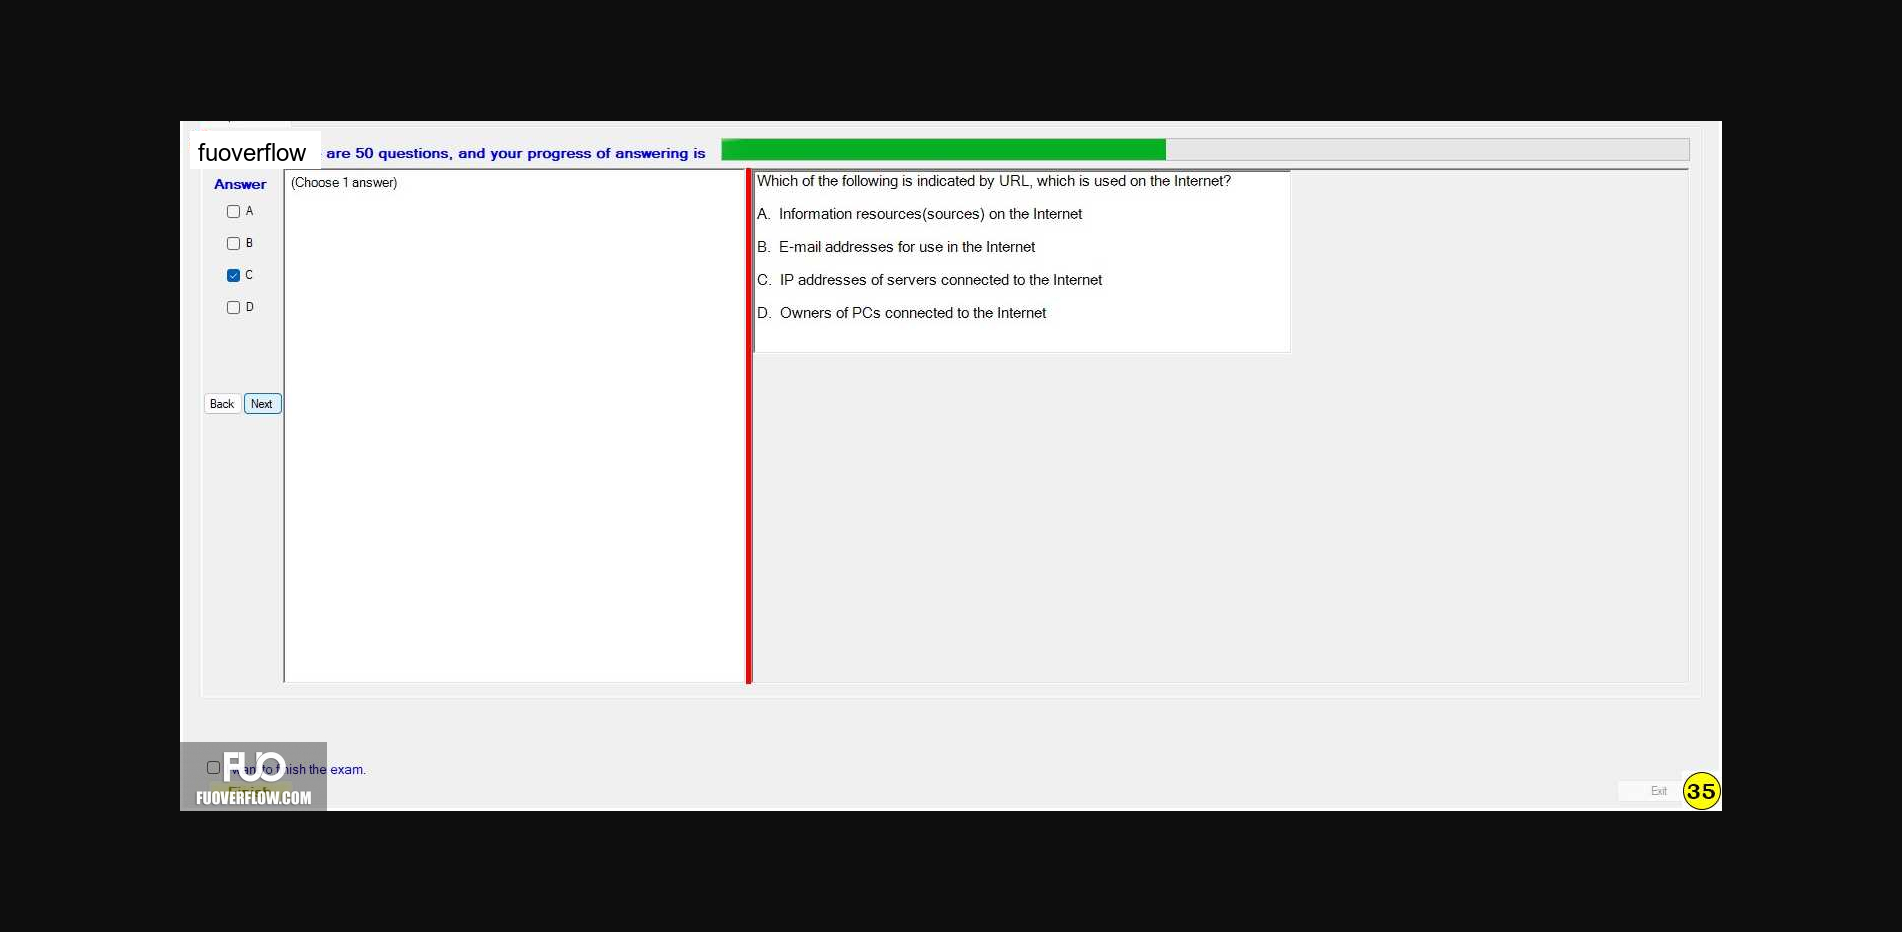 fuoverflow are 50 questions, and your progress of answering is
Answer
(Choose 1 answer)
A
B
C
D
Back Next
Which of the following is indicated by URL, which is used on the Internet?
A. Information resources(sources) on the Internet
B. E-mail addresses for use in the Internet
C. IP addresses of servers connected to the Internet
D. Owners of PCs connected to the Internet
to finish the exam.
FUO
Finish
FUOVERFLOW.COM
Exit
35